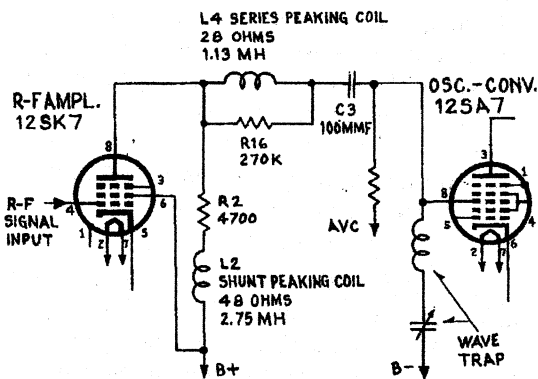 L4 SERIES PEAKING COIL
28 OHMS
1.13 MH
R-F AMPL.
12SK7
OSC.-CONV.
12SA7
C3
100MMF
R16
270K
8
3
6
4
1
2
7
5
R-F
SIGNAL
INPUT
R2
4700
AVC
3
1
8
5
4
2
7
6
L2
SHUNT PEAKING COIL
48 OHMS
2.75 MH
WAVE
TRAP
B+
B-